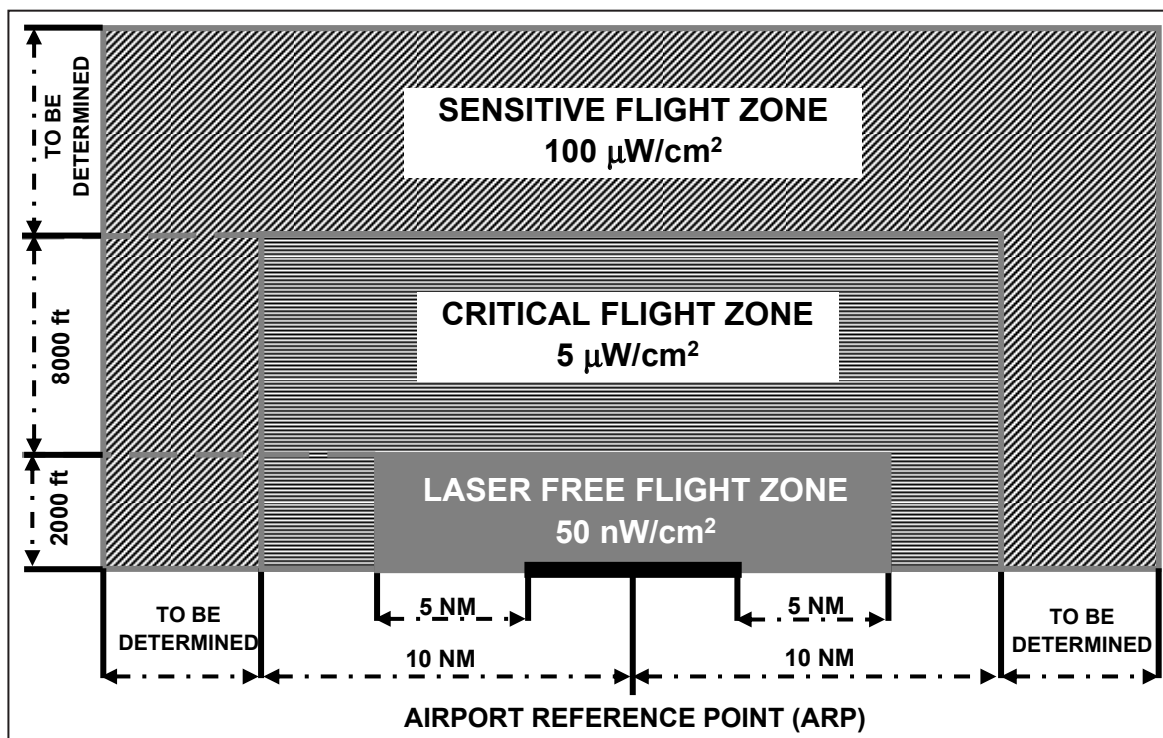 TO BE
DETERMINED
SENSITIVE FLIGHT ZONE
100 μW/cm²
8000 ft
CRITICAL FLIGHT ZONE
5 μW/cm²
2000 ft
LASER FREE FLIGHT ZONE
50 nW/cm²
5 NM
5 NM
TO BE
DETERMINED
TO BE
DETERMINED
10 NM
10 NM
AIRPORT REFERENCE POINT (ARP)